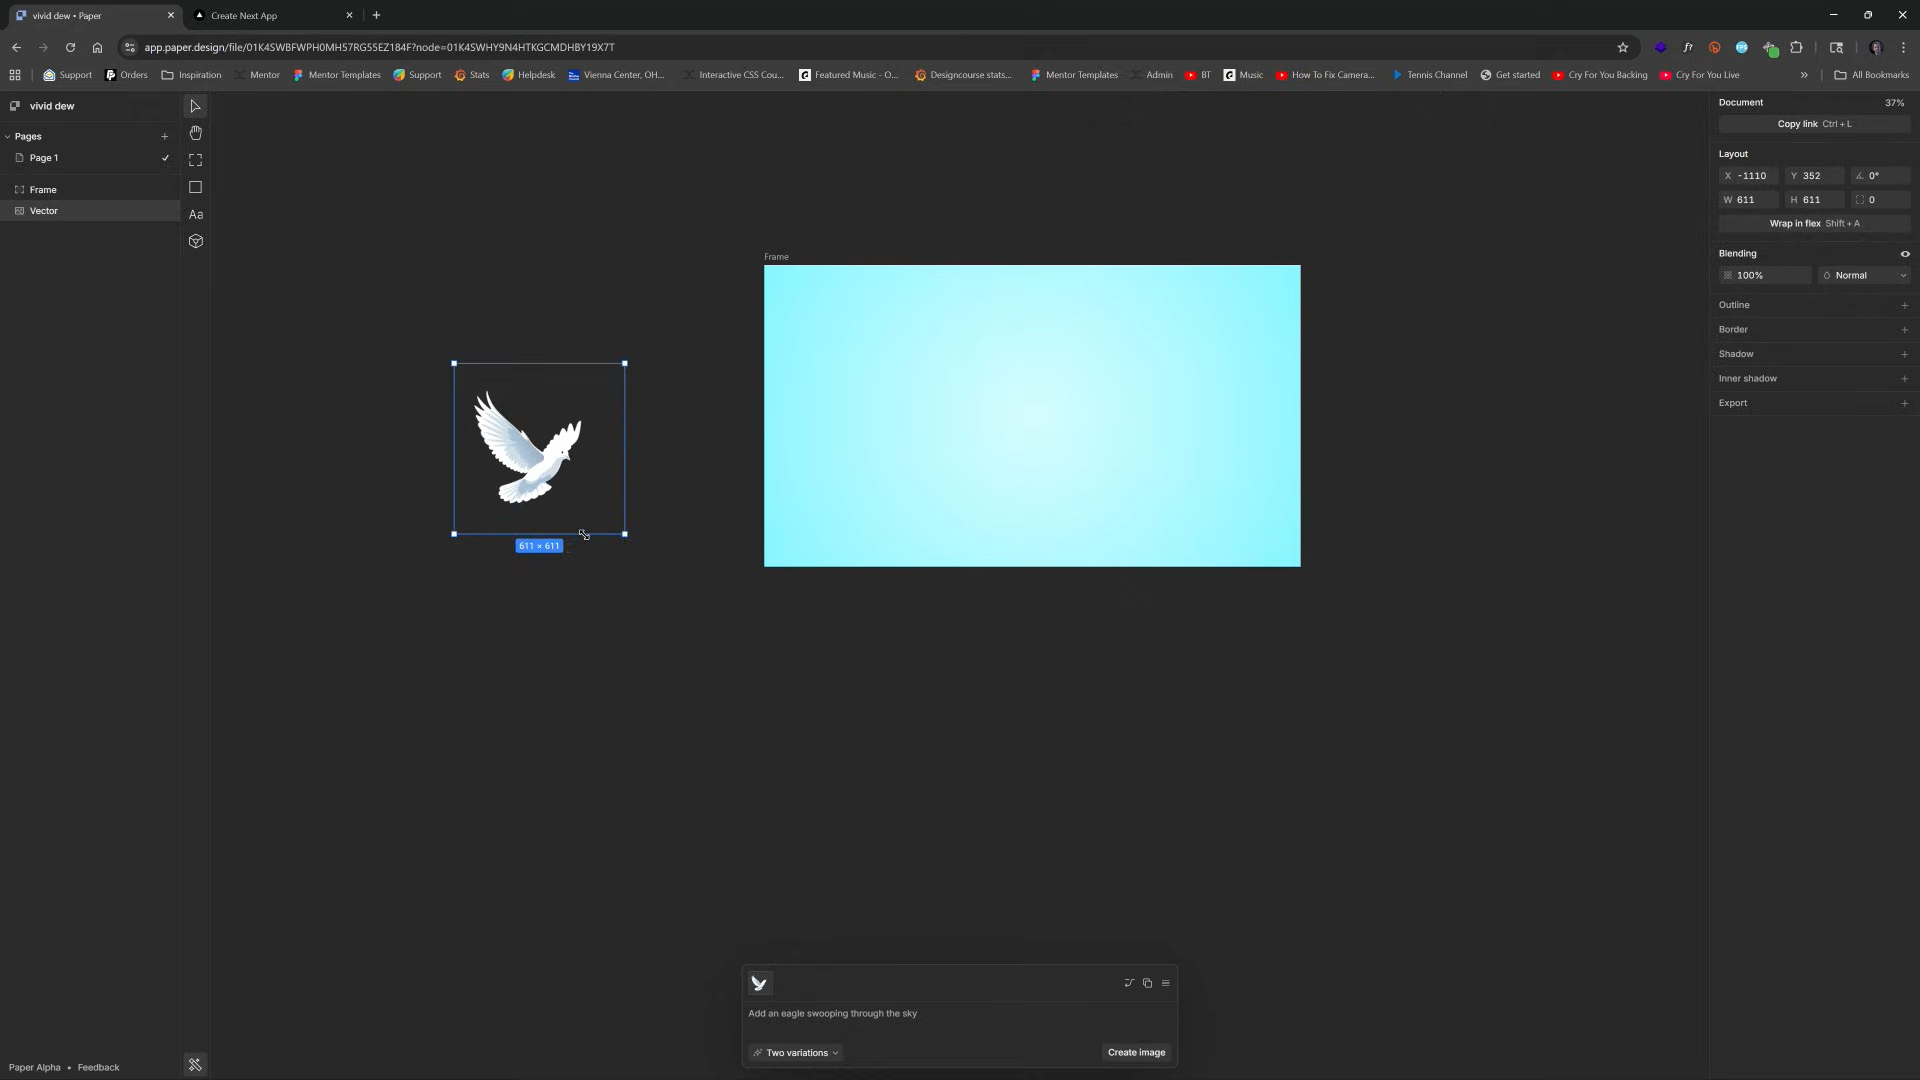 vivid dew • Paper
Create Next App
app.paper.design/file/01K4SWBFWPH0MH57RG55EZ184F?node=01K4SWHY9N4HTKGCMDHBY19X7T
Support
Orders
Inspiration
Mentor
Mentor Templates
Support
Stats
Helpdesk
Vienna Center, OH...
Interactive CSS Cou...
Featured Music - O...
Designcourse stats...
Mentor Templates
Admin
BT
Music
How To Fix Camera...
Tennis Channel
Get started
Cry For You Backing
Cry For You Live
All Bookmarks
vivid dew
Pages
Page 1
Frame
Vector
Aa
Frame
611 × 611
Document
37%
Copy link Ctrl + L
Layout
X -1110
Y 352
0°
W 611
H 611
0
Wrap in flex Shift + A
Blending
100%
Normal
Outline
Border
Shadow
Inner shadow
Export
Add an eagle swooping through the sky
Two variations
Create image
Paper Alpha • Feedback